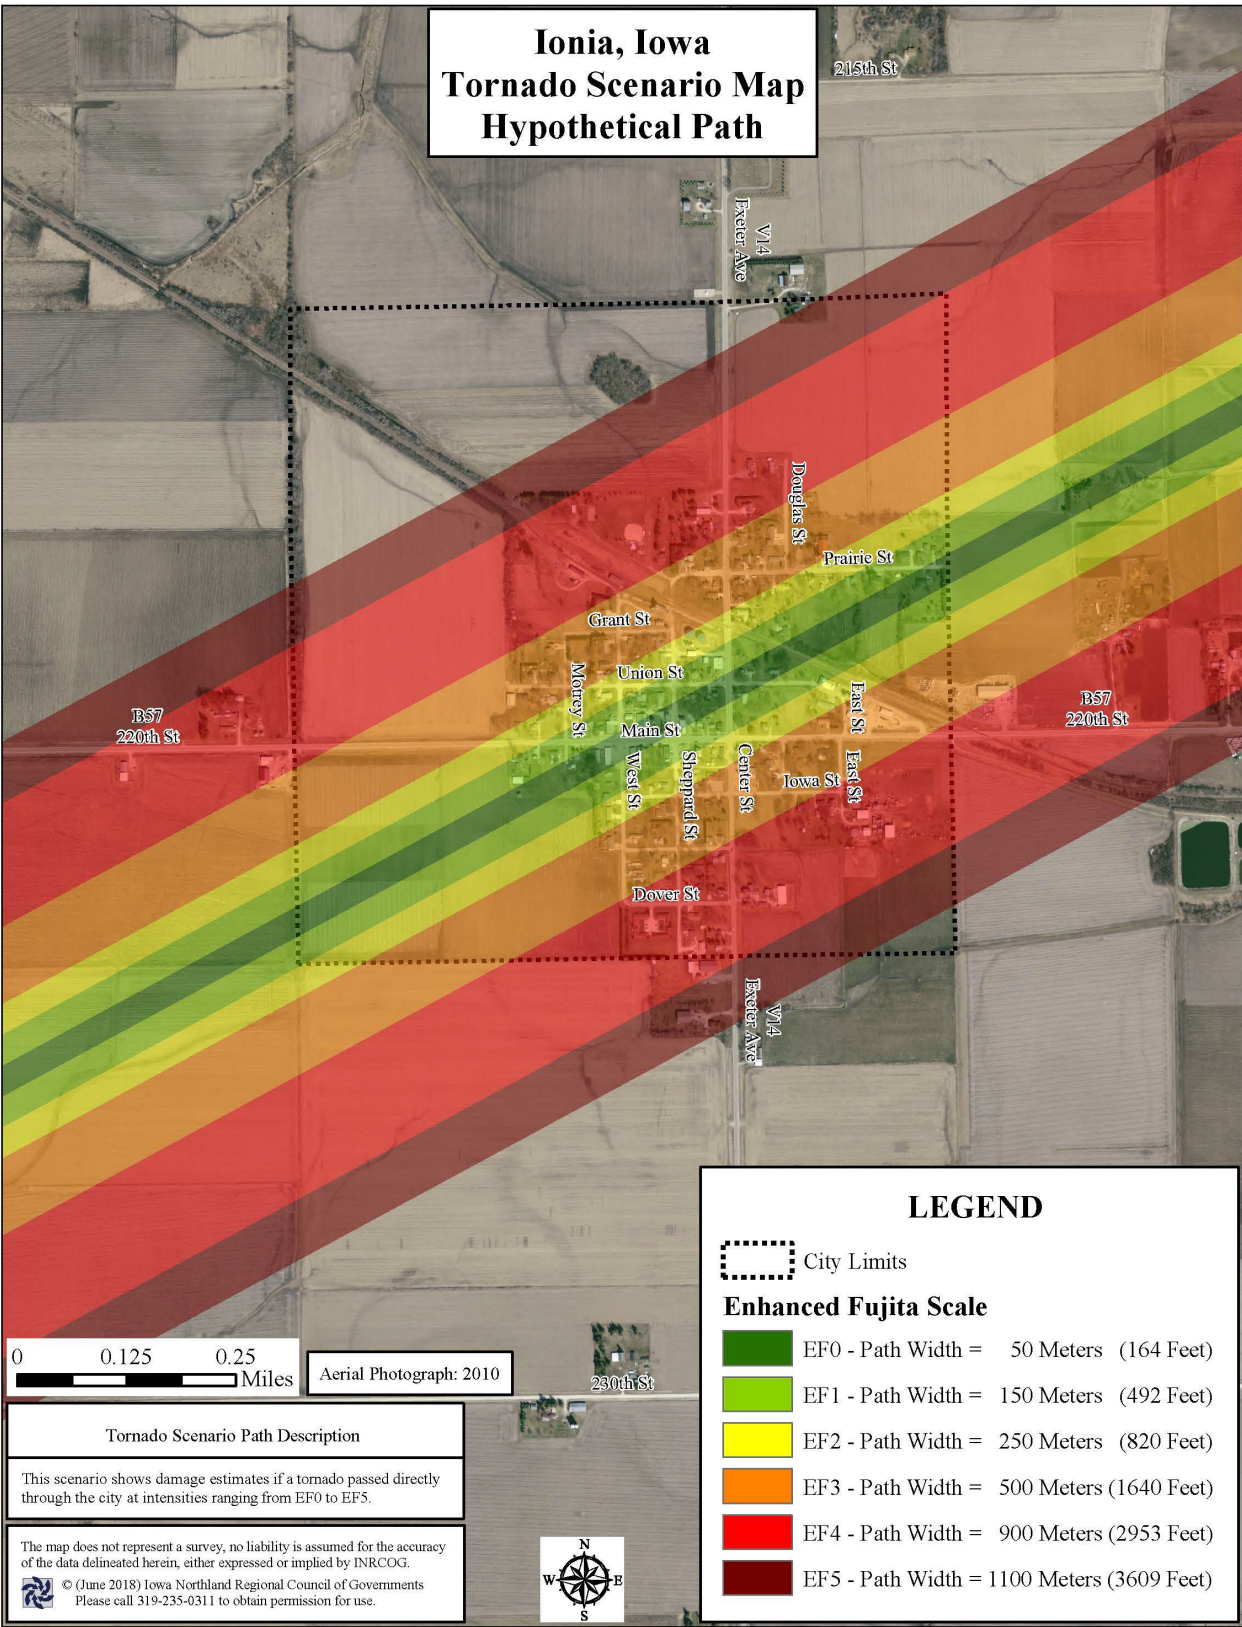 Ionia, Iowa
Tornado Scenario Map
Hypothetical Path
215th St
V14
Exeter Ave
Douglas St
Prairie St
Grant St
Union St
Motrey St
East St
B57
220th St
B57
220th St
Main St
West St
Sheppard St
Center St
Iowa St
East St
Dover St
V14
Exeter Ave
230th St
LEGEND
City Limits
Enhanced Fujita Scale
EF0 - Path Width = 50 Meters (164 Feet)
EF1 - Path Width = 150 Meters (492 Feet)
EF2 - Path Width = 250 Meters (820 Feet)
EF3 - Path Width = 500 Meters (1640 Feet)
EF4 - Path Width = 900 Meters (2953 Feet)
EF5 - Path Width = 1100 Meters (3609 Feet)
0 0.125 0.25
Miles
Aerial Photograph: 2010
Tornado Scenario Path Description
This scenario shows damage estimates if a tornado passed directly
through the city at intensities ranging from EF0 to EF5.
The map does not represent a survey, no liability is assumed for the accuracy
of the data delineated herein, either expressed or implied by INRCOG.
© (June 2018) Iowa Northland Regional Council of Governments
Please call 319-235-0311 to obtain permission for use.
N
W E
S